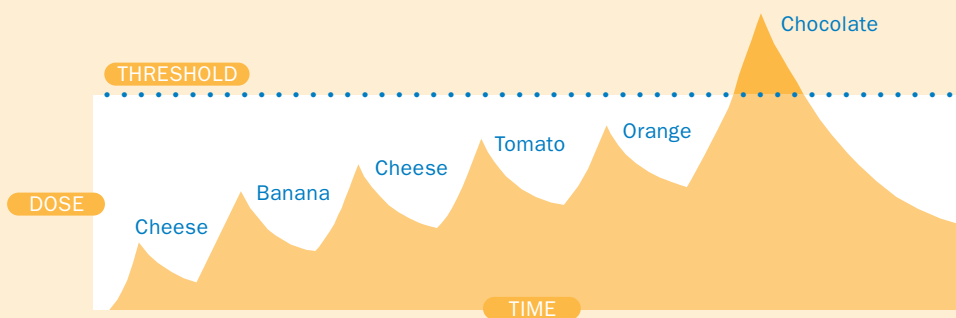 Chocolate
THRESHOLD
Orange
Tomato
Cheese
Banana
DOSE
Cheese
TIME